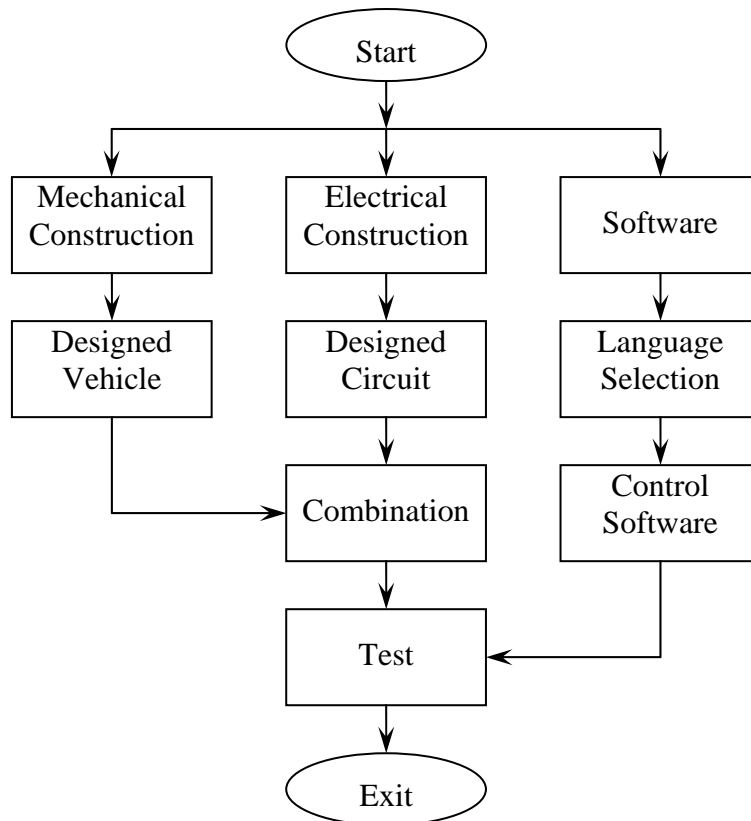 Start
Mechanical
Construction
Electrical
Construction
Software
Designed
Vehicle
Designed
Circuit
Language
Selection
Combination
Control
Software
Test
Exit